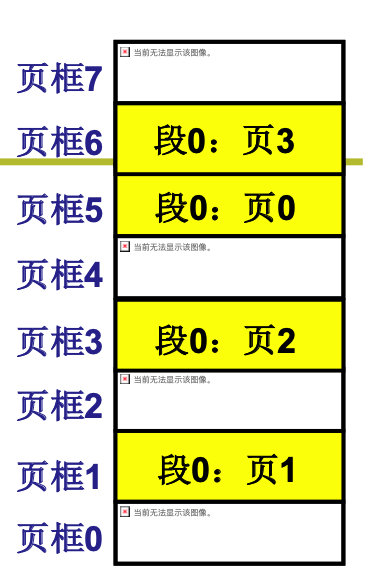 页框7 当前无法显示该图像。
页框6 段0：页3
页框5 段0：页0
页框4 当前无法显示该图像。
页框3 段0：页2
页框2 当前无法显示该图像。
页框1 段0：页1
页框0 当前无法显示该图像。